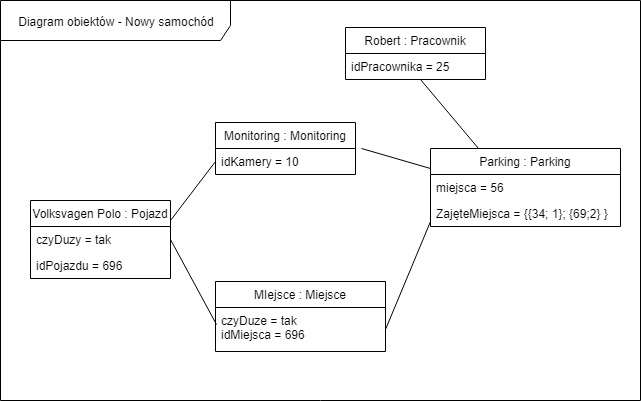 Diagram obiektów - Nowy samochód
Robert : Pracownik
idPracownika = 25
Monitoring : Monitoring
idKamery = 10
Parking : Parking
miejsca = 56
ZajęteMiejsca = {{34; 1}; {69;2} }
Volksvagen Polo : Pojazd
czyDuzy = tak
idPojazdu = 696
MIejsce : Miejsce
czyDuze = tak
idMiejsca = 696